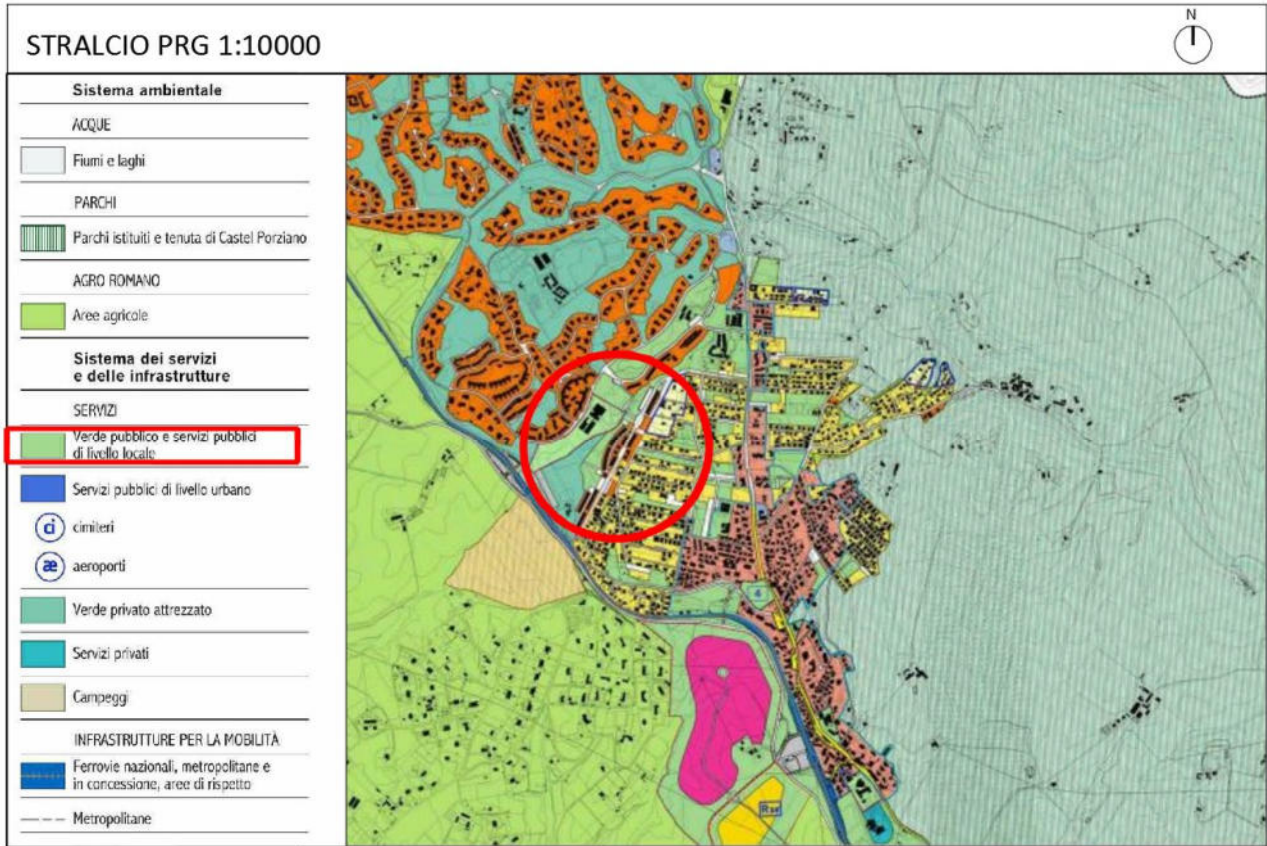 STRALCIO PRG 1:10000
N
Sistema ambientale
ACQUE
Fiumi e laghi
PARCHI
Parchi istituiti e tenuta di Castel Porziano
AGRO ROMANO
Aree agricole
Sistema dei servizi
e delle infrastrutture
SERVIZI
Verde pubblico e servizi pubblici
di livello locale
Servizi pubblici di livello urbano
ci cimiteri
æ aeroporti
Verde privato attrezzato
Servizi privati
Campeggi
INFRASTRUTTURE PER LA MOBILITÀ
Ferrovie nazionali, metropolitane e
in concessione, aree di rispetto
Metropolitane
4